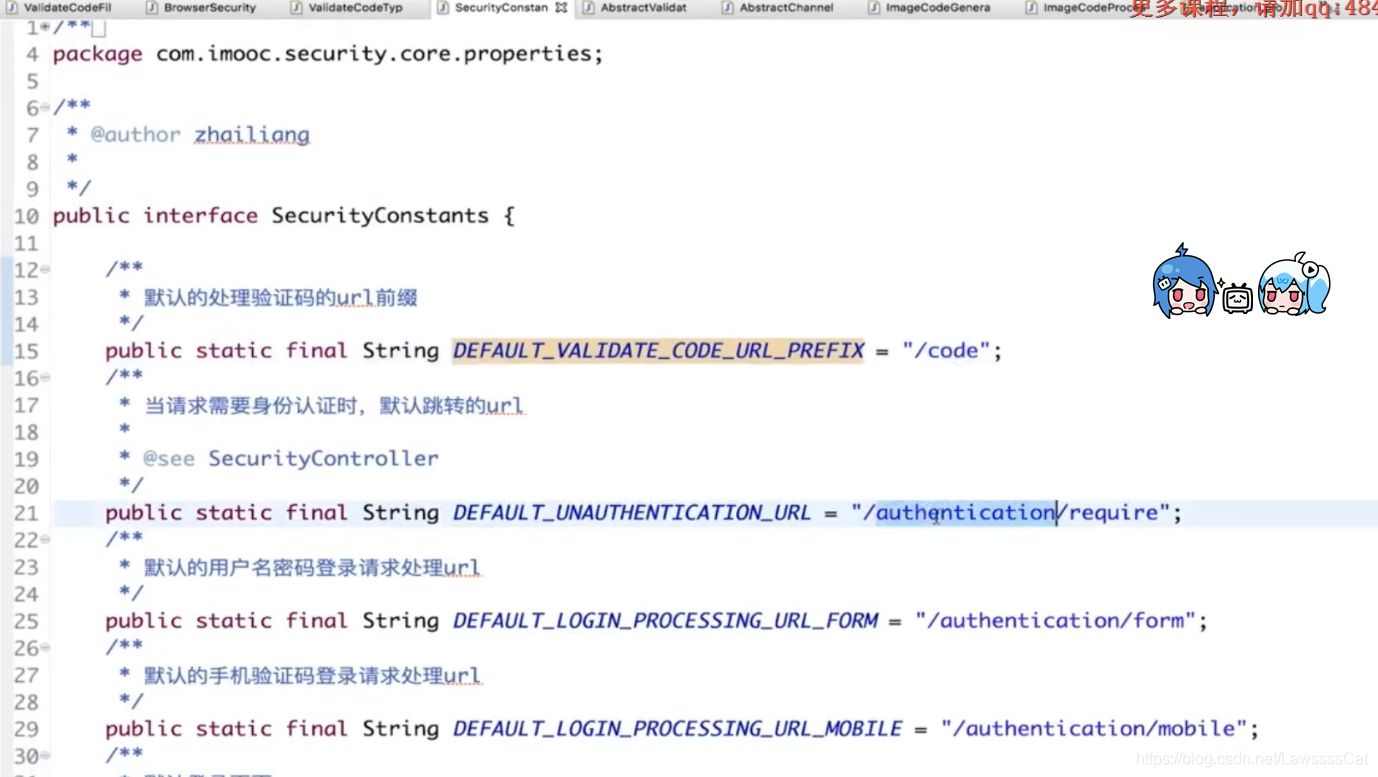 ValidateCodeFil BrowserSecurity ValidateCodeTyp SecurityConstan AbstractValidat AbstractChannel ImageCodeGenera ImageCodeProce
更多课程，请加qq:484
1 /**
4 package com.imooc.security.core.properties;
5
6 /**
7 * @author zhailiang
8 *
9 */
10 public interface SecurityConstants {
11
12 /**
13 * 默认的处理验证码的url前缀
14 */
15 public static final String DEFAULT_VALIDATE_CODE_URL_PREFIX = "/code";
16 /**
17 * 当请求需要身份认证时，默认跳转的url
18 *
19 * @see SecurityController
20 */
21 public static final String DEFAULT_UNAUTHENTICATION_URL = "/authentication/require";
22 /**
23 * 默认的用户名密码登录请求处理url
24 */
25 public static final String DEFAULT_LOGIN_PROCESSING_URL_FORM = "/authentication/form";
26 /**
27 * 默认的手机验证码登录请求处理url
28 */
29 public static final String DEFAULT_LOGIN_PROCESSING_URL_MOBILE = "/authentication/mobile";
30 /**
https://blog.csdn.net/LawssssCat